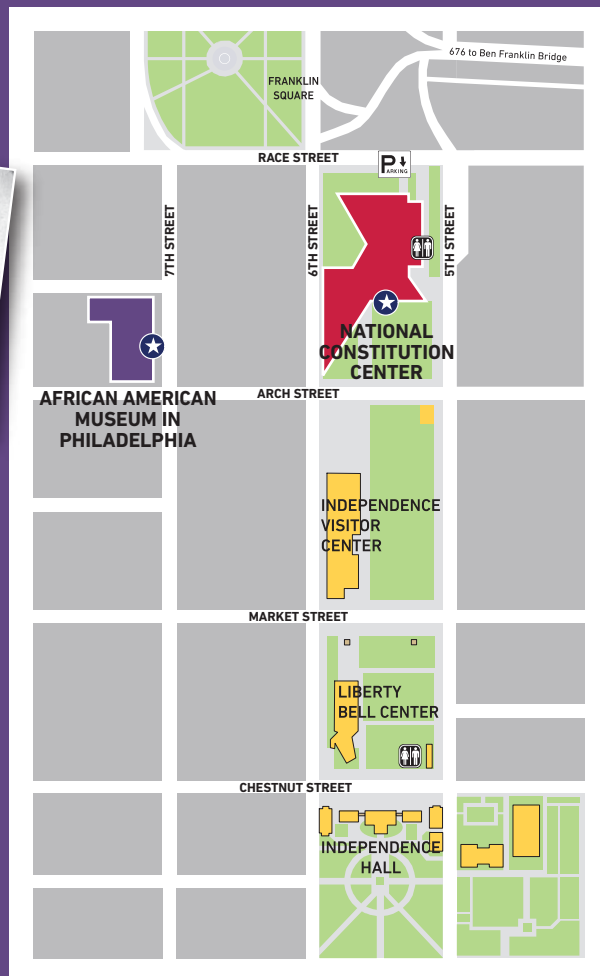 676 to Ben Franklin Bridge
FRANKLIN
SQUARE
RACE STREET
P
PARKING
7TH STREET
6TH STREET
5TH STREET
NATIONAL
CONSTITUTION
CENTER
ARCH STREET
AFRICAN AMERICAN
MUSEUM IN
PHILADELPHIA
INDEPENDENCE
VISITOR
CENTER
MARKET STREET
LIBERTY
BELL CENTER
CHESTNUT STREET
INDEPENDENCE
HALL